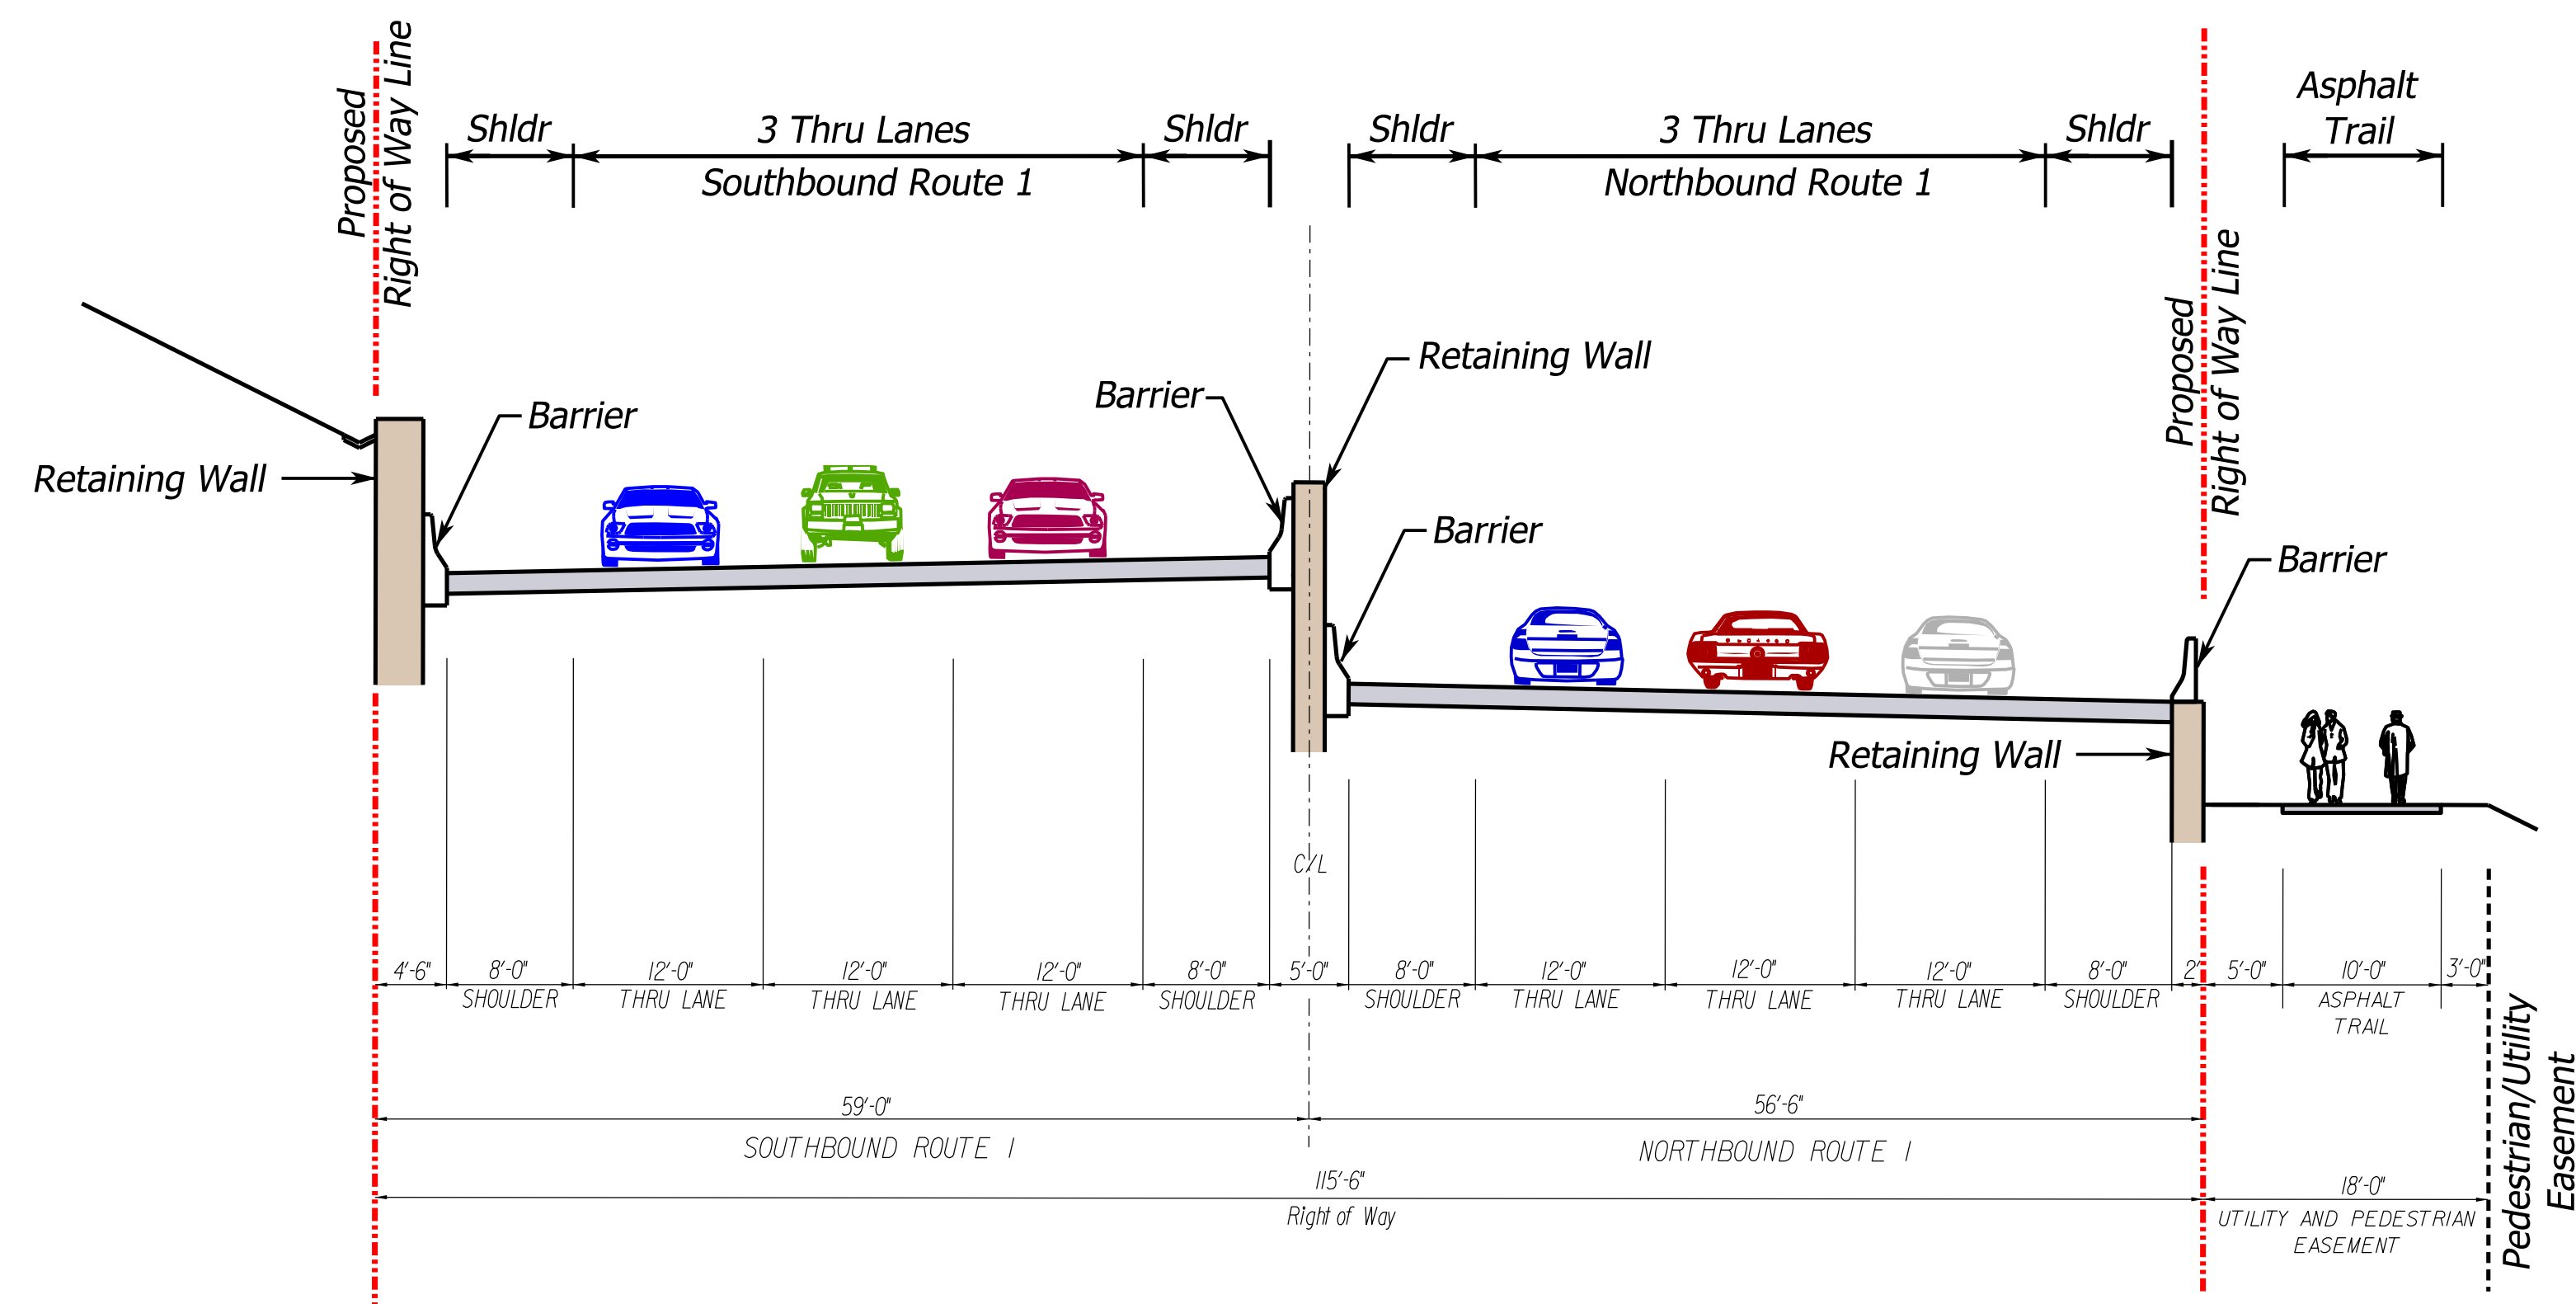 Proposed
Right of Way Line
Shldr
3 Thru Lanes
Southbound Route 1
Shldr
Shldr
3 Thru Lanes
Northbound Route 1
Shldr
Asphalt
Trail
Proposed
Right of Way Line
Retaining Wall
Barrier
Barrier
Retaining Wall
Barrier
Barrier
Retaining Wall
C/L
4'-6"
8'-0"
SHOULDER
12'-0"
THRU LANE
12'-0"
THRU LANE
12'-0"
THRU LANE
8'-0"
SHOULDER
5'-0"
8'-0"
SHOULDER
12'-0"
THRU LANE
12'-0"
THRU LANE
12'-0"
THRU LANE
8'-0"
SHOULDER
2'
5'-0"
10'-0"
ASPHALT
TRAIL
3'-0"
59'-0"
SOUTHBOUND ROUTE 1
56'-6"
NORTHBOUND ROUTE 1
115'-6"
Right of Way
18'-0"
UTILITY AND PEDESTRIAN
EASEMENT
Pedestrian/Utility
Easement